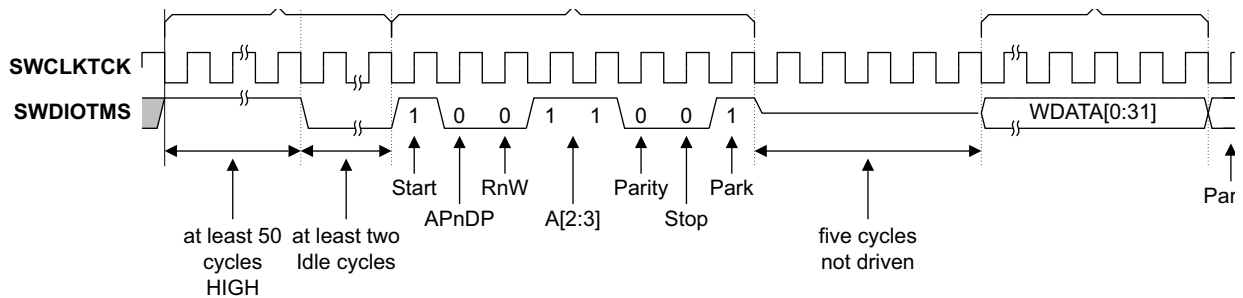 SWCLKTCK
SWDIOTMS
1 0 0 1 1 0 0 1
WDATA[0:31]
Start
RnW
Parity
Park
APnDP
A[2:3]
Stop
at least 50
cycles
HIGH
at least two
Idle cycles
five cycles
not driven